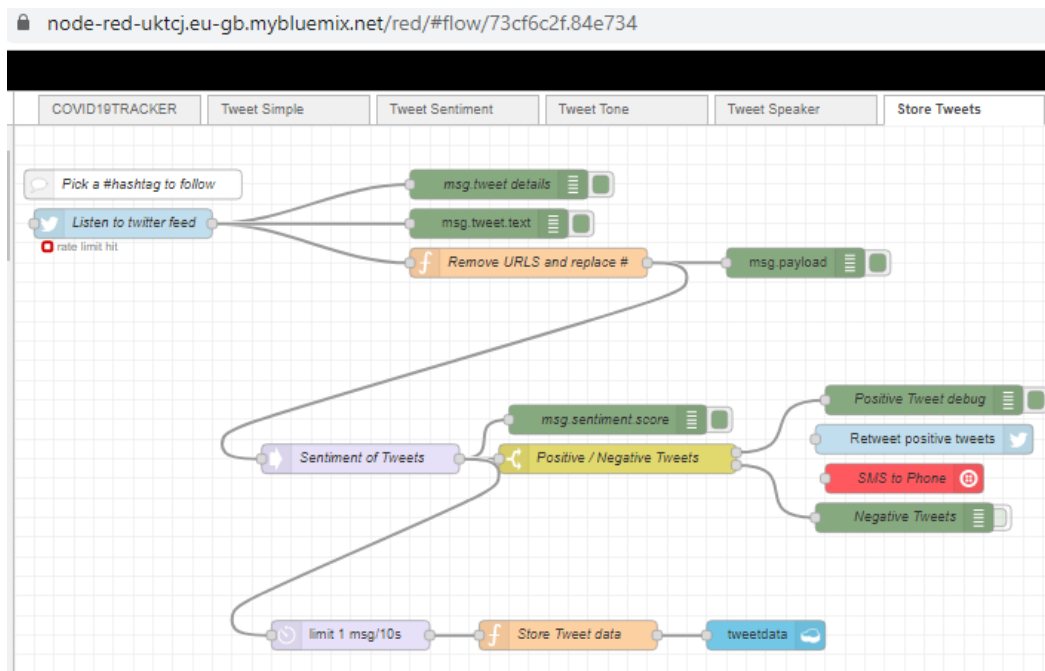 node-red-uktcj.eu-gb.mybluemix.net/red/#flow/73cf6c2f.84e734
COVID19TRACKER
Tweet Simple
Tweet Sentiment
Tweet Tone
Tweet Speaker
Store Tweets
Pick a #hashtag to follow
msg.tweet details
Listen to twitter feed
msg.tweet.text
rate limit hit
Remove URLS and replace #
msg.payload
Positive Tweet debug
msg.sentiment.score
Retweet positive tweets
Sentiment of Tweets
Positive / Negative Tweets
SMS to Phone
Negative Tweets
limit 1 msg/10s
Store Tweet data
tweetdata